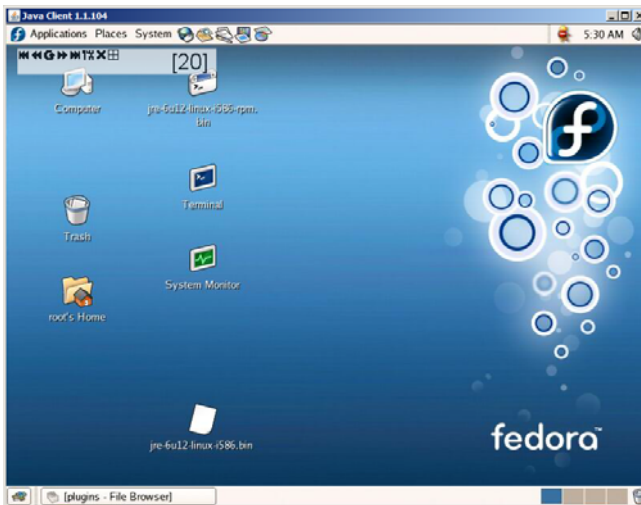 Java Client 1.1.104
Applications Places System
5:30 AM
[20]
Computer
jre-6u12-linux-i586-rpm.
bin
Terminal
Trash
System Monitor
root's Home
jre-6u12-linux-i586.bin
fedora™
[plugins - File Browser]